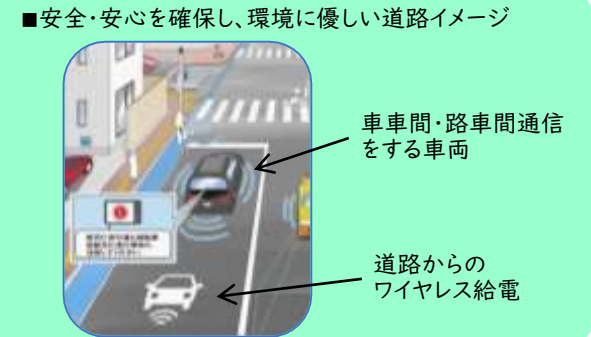 ■安全・安心を確保し、環境に優しい道路イメージ
車車間・路車間通信
をする車両
道路からの
ワイヤレス給電